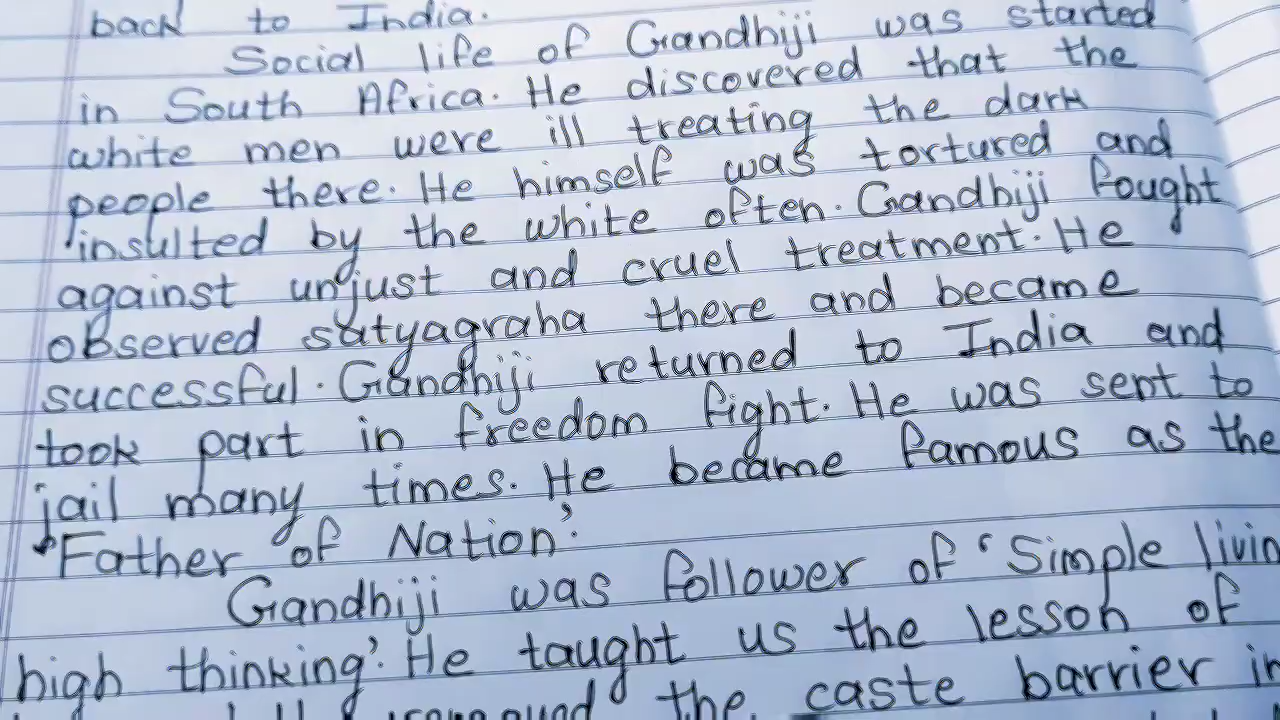 back to India.
Social life of Gandhiji was started
in South Africa. He discovered that the
white men were ill treating the dark
people there. He himself was tortured and
insulted by the white often. Gandhiji fought
against unjust and cruel treatment. He
observed satyagraha there and became
successful. Gandhiji returned to India and
took part in freedom fight. He was sent to
jail many times. He became famous as the
'Father of Nation'.
Gandhiji was follower of 'Simple livin
high thinking'. He taught us the lesson of
the caste barrier in